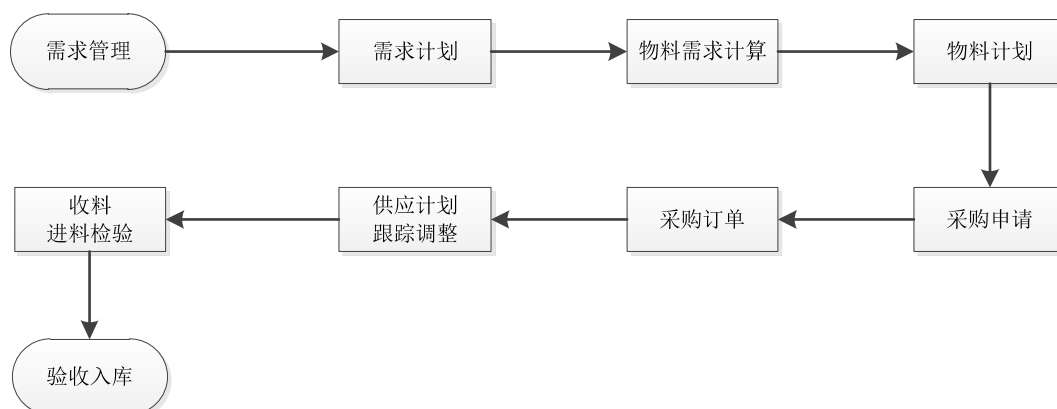 需求管理
需求计划
物料需求计算
物料计划
采购申请
采购订单
供应计划
跟踪调整
收料
进料检验
验收入库